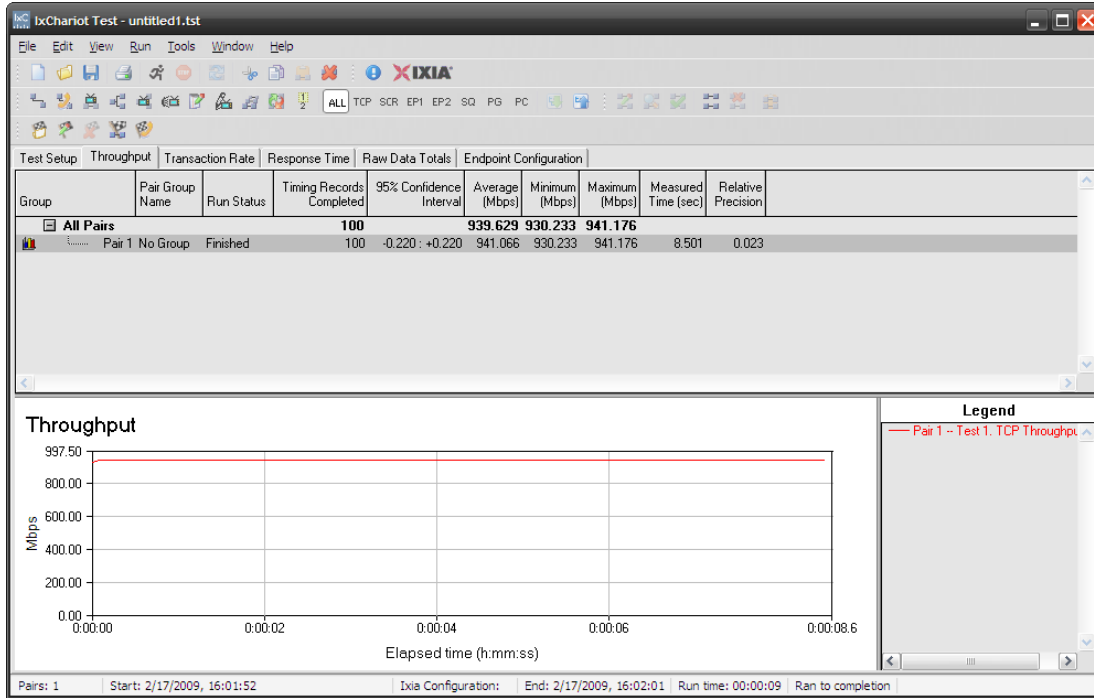 IxChariot Test - untitled1.tst
File Edit View Run Tools Window Help
IXIA
ALL TCP SCR EP1 EP2 SQ PG PC
Test Setup Throughput Transaction Rate Response Time Raw Data Totals Endpoint Configuration
Group Pair Group Name Run Status Timing Records Completed 95% Confidence Interval Average (Mbps) Minimum (Mbps) Maximum (Mbps) Measured Time (sec) Relative Precision
All Pairs 100 939.629 930.233 941.176
Pair 1 No Group Finished 100 -0.220 : +0.220 941.066 930.233 941.176 8.501 0.023
Throughput
997.50
800.00
600.00
400.00
200.00
0.00
Mbps
0:00:00 0:00:02 0:00:04 0:00:06 0:00:08.6
Elapsed time (h:mm:ss)
Legend
Pair 1 -- Test 1. TCP Throughpu
Pairs: 1 Start: 2/17/2009, 16:01:52 Ixia Configuration: End: 2/17/2009, 16:02:01 Run time: 00:00:09 Ran to completion